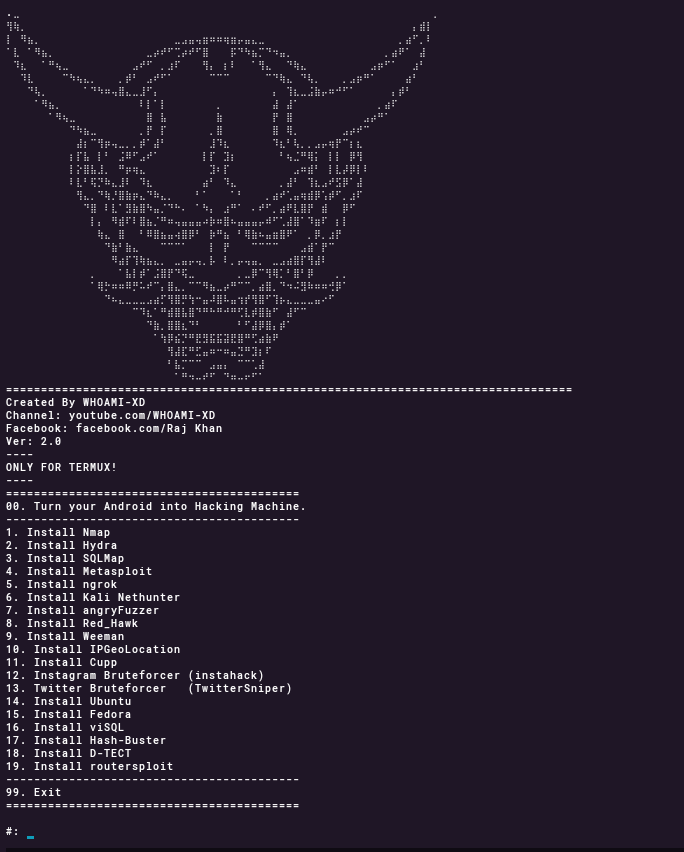 ================================================================================
Created By WHOAMI-XD
Channel: youtube.com/WHOAMI-XD
Facebook: facebook.com/Raj Khan
Ver: 2.0
----
ONLY FOR TERMUX!
----
==========================================
00. Turn your Android into Hacking Machine.
------------------------------------------
1. Install Nmap
2. Install Hydra
3. Install SQLMap
4. Install Metasploit
5. Install ngrok
6. Install Kali Nethunter
7. Install angryFuzzer
8. Install Red_Hawk
9. Install Weeman
10. Install IPGeoLocation
11. Install Cupp
12. Instagram Bruteforcer (instahack)
13. Twitter Bruteforcer   (TwitterSniper)
14. Install Ubuntu
15. Install Fedora
16. Install viSQL
17. Install Hash-Buster
18. Install D-TECT
19. Install routersploit
------------------------------------------
99. Exit
==========================================
#: